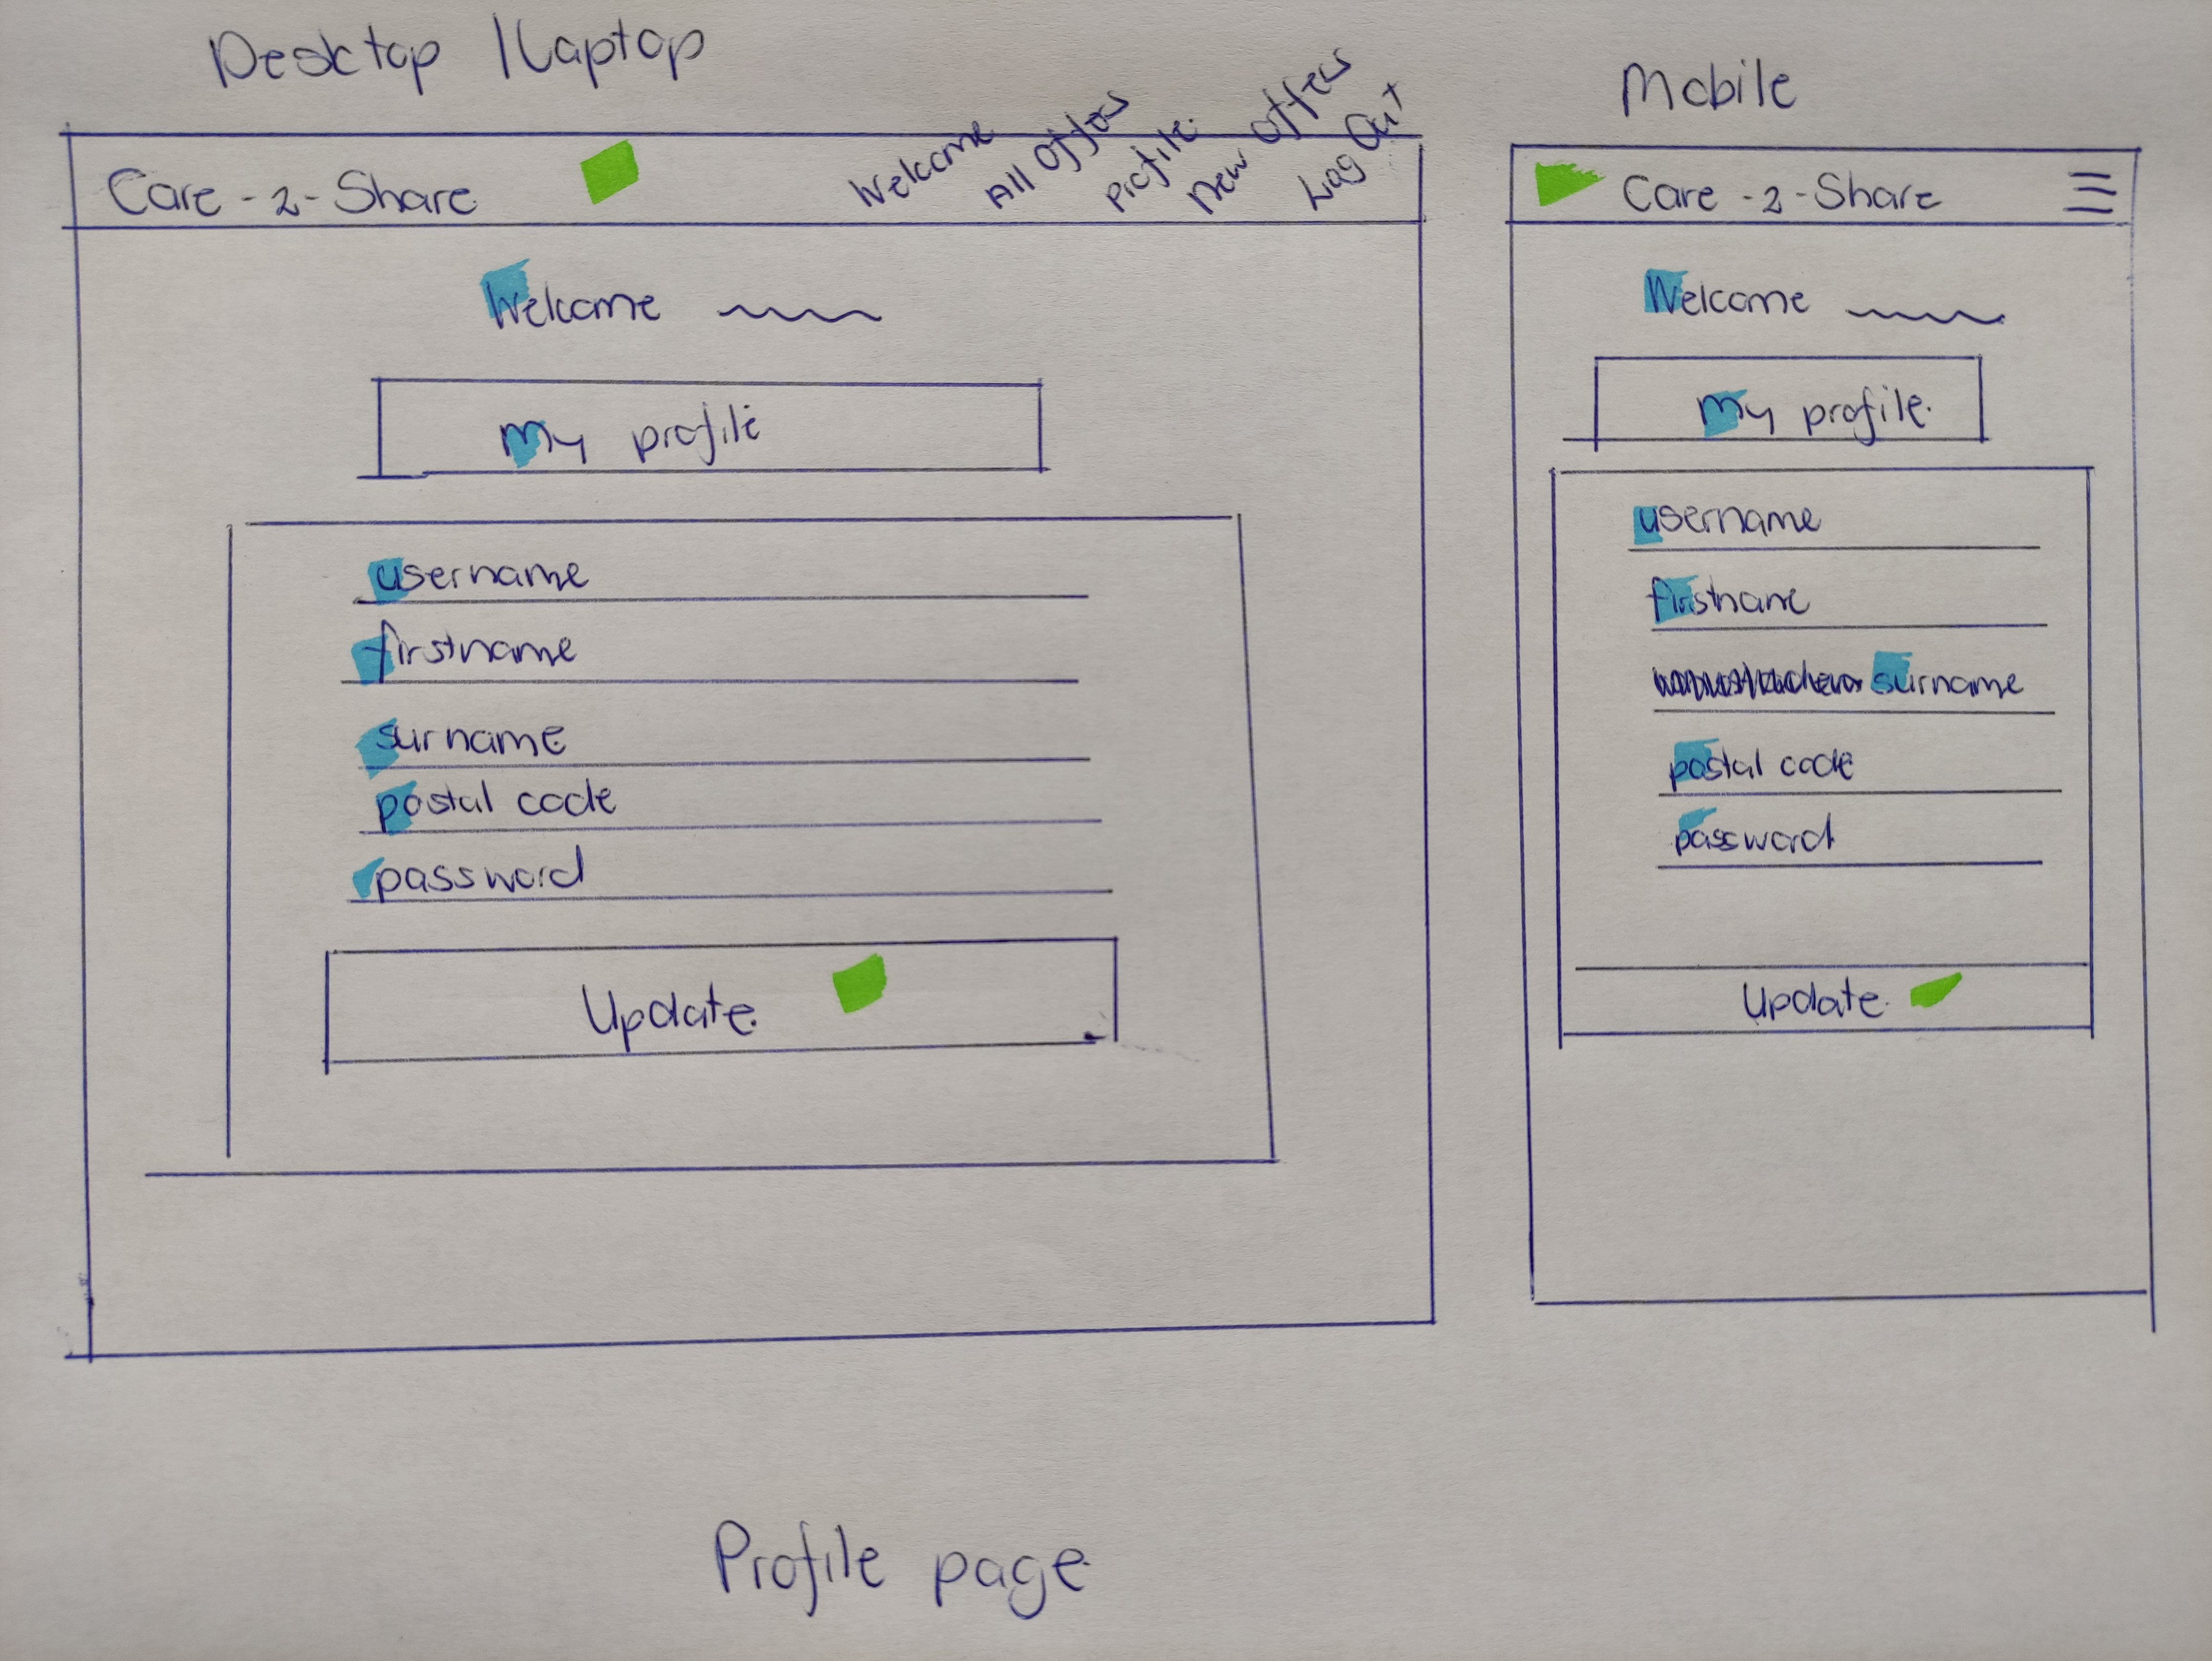 Desktop / Laptop
Care - 2 - Share
Welcome
All Offers
Profile
New Offers
Log Out
Welcome
My profile
username
firstname
surname
postal code
password
Update
Mobile
Care - 2 - Share
Welcome
My profile
username
firstname
surname
postal code
password
Update
Profile page